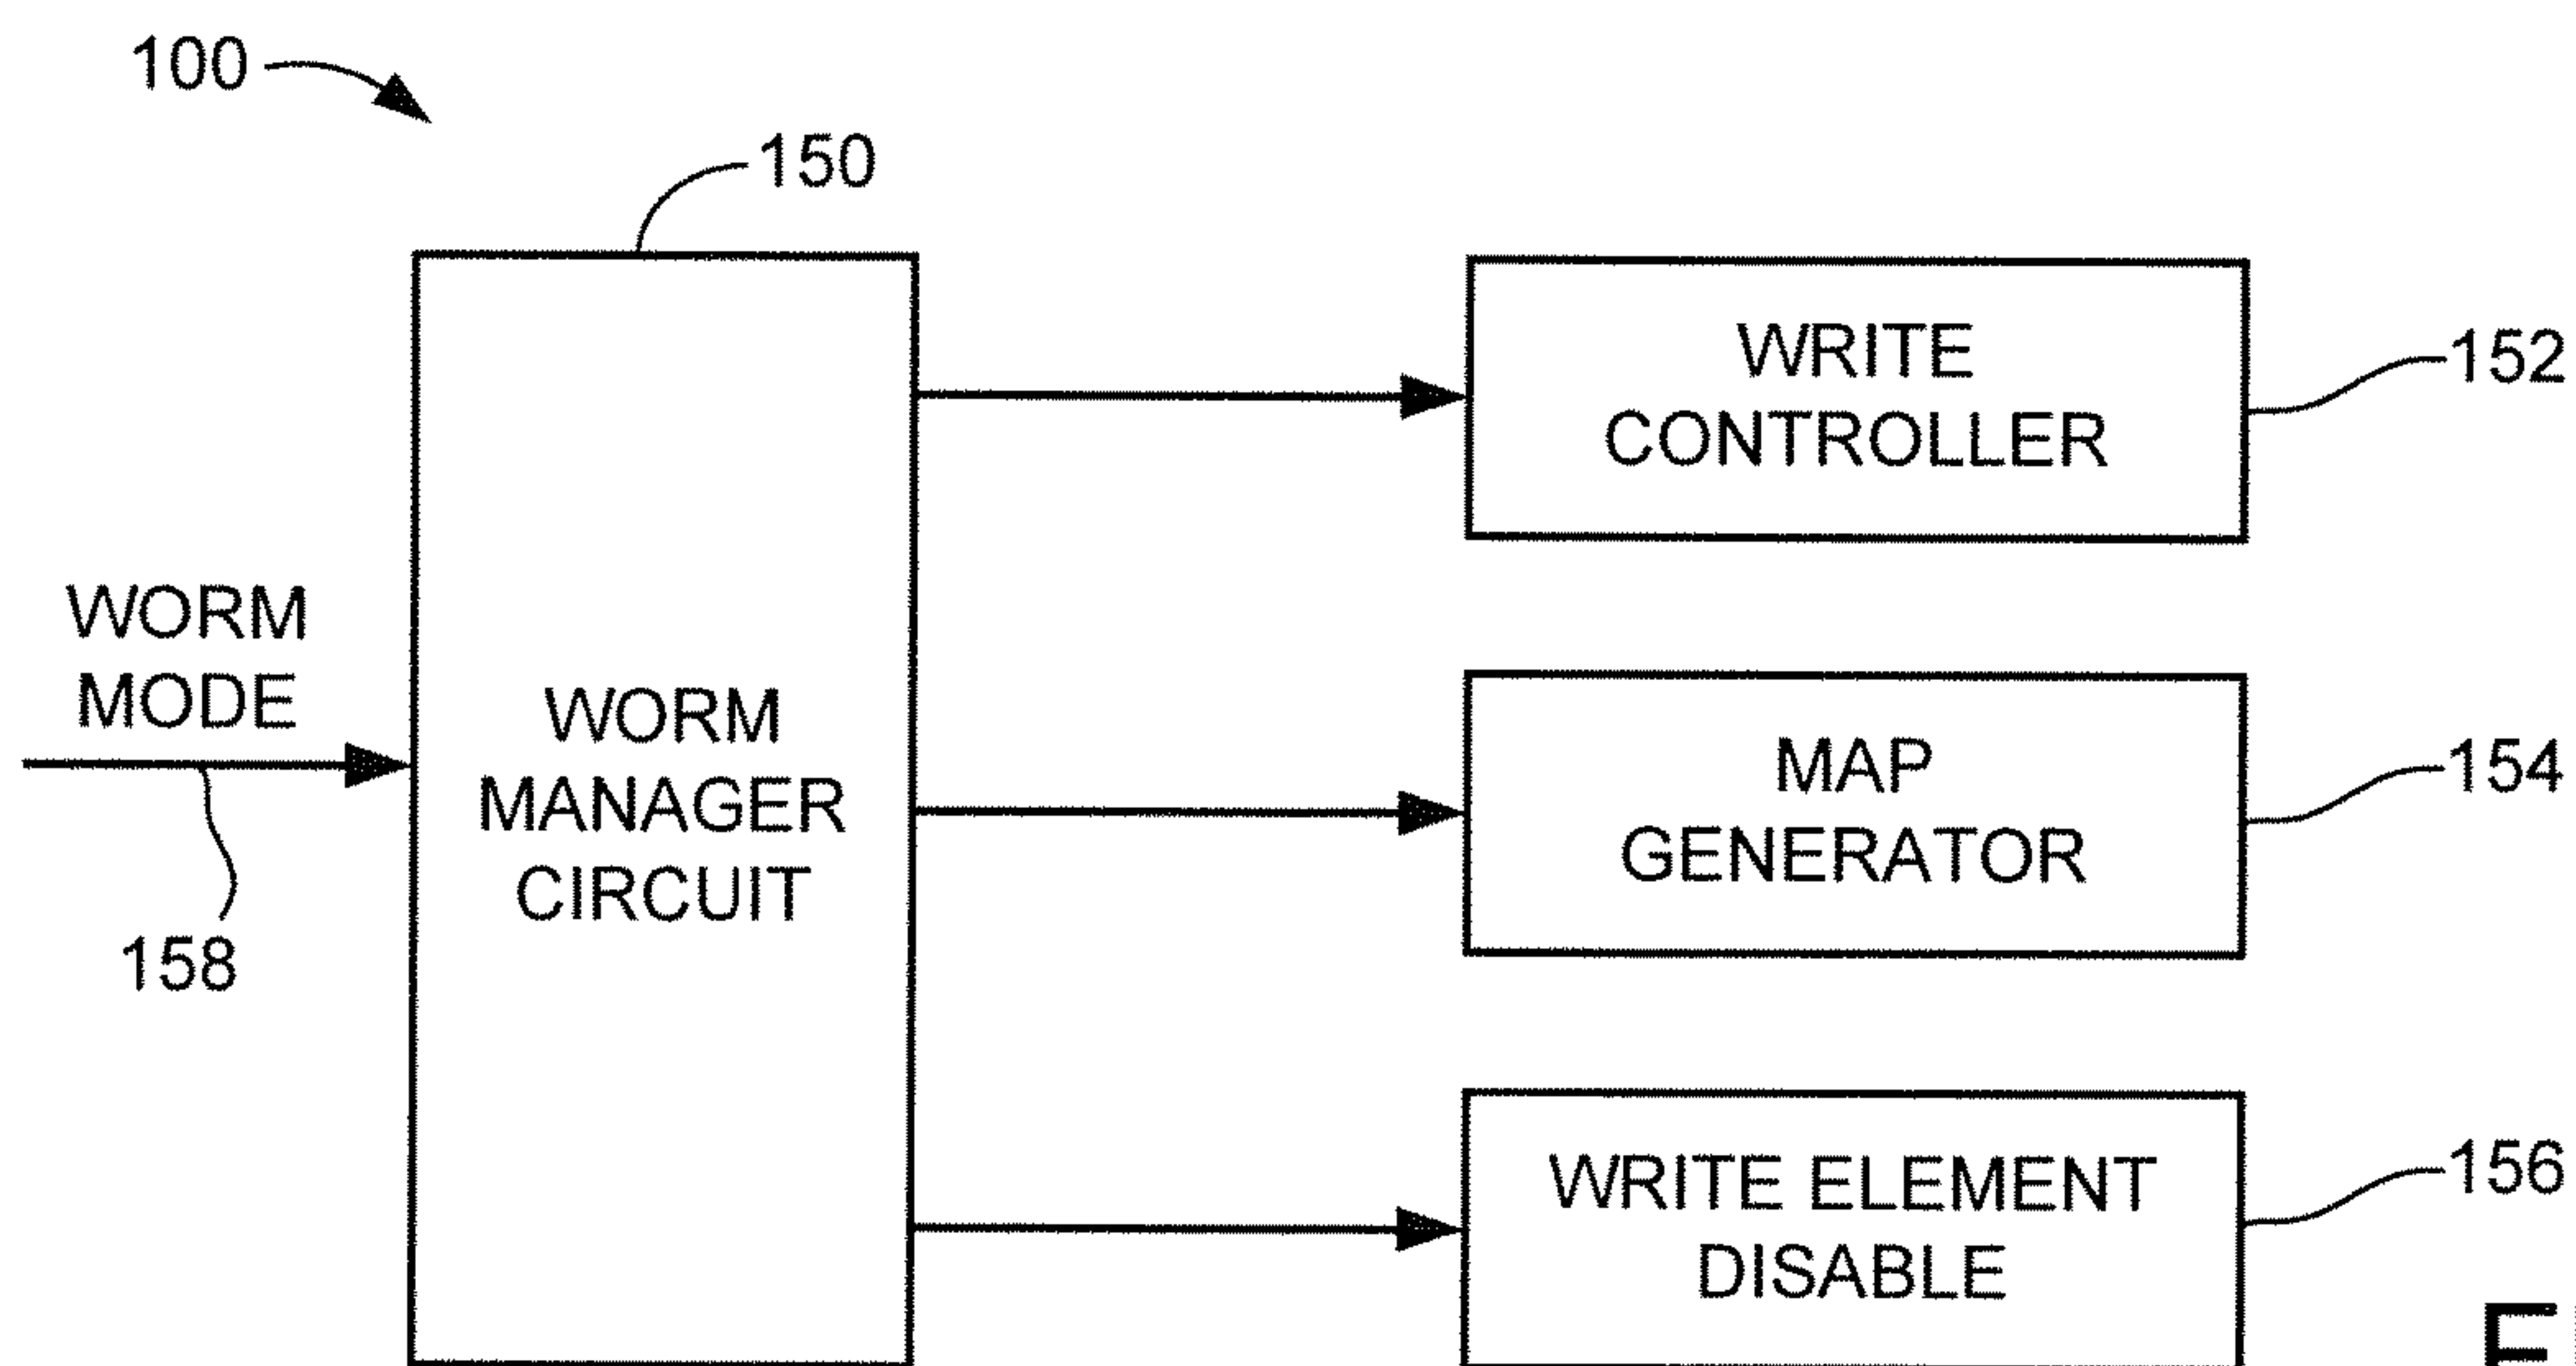 100
150
WRITE
CONTROLLER
152
WORM
MODE
158
WORM
MANAGER
CIRCUIT
MAP
GENERATOR
154
WRITE ELEMENT
DISABLE
156